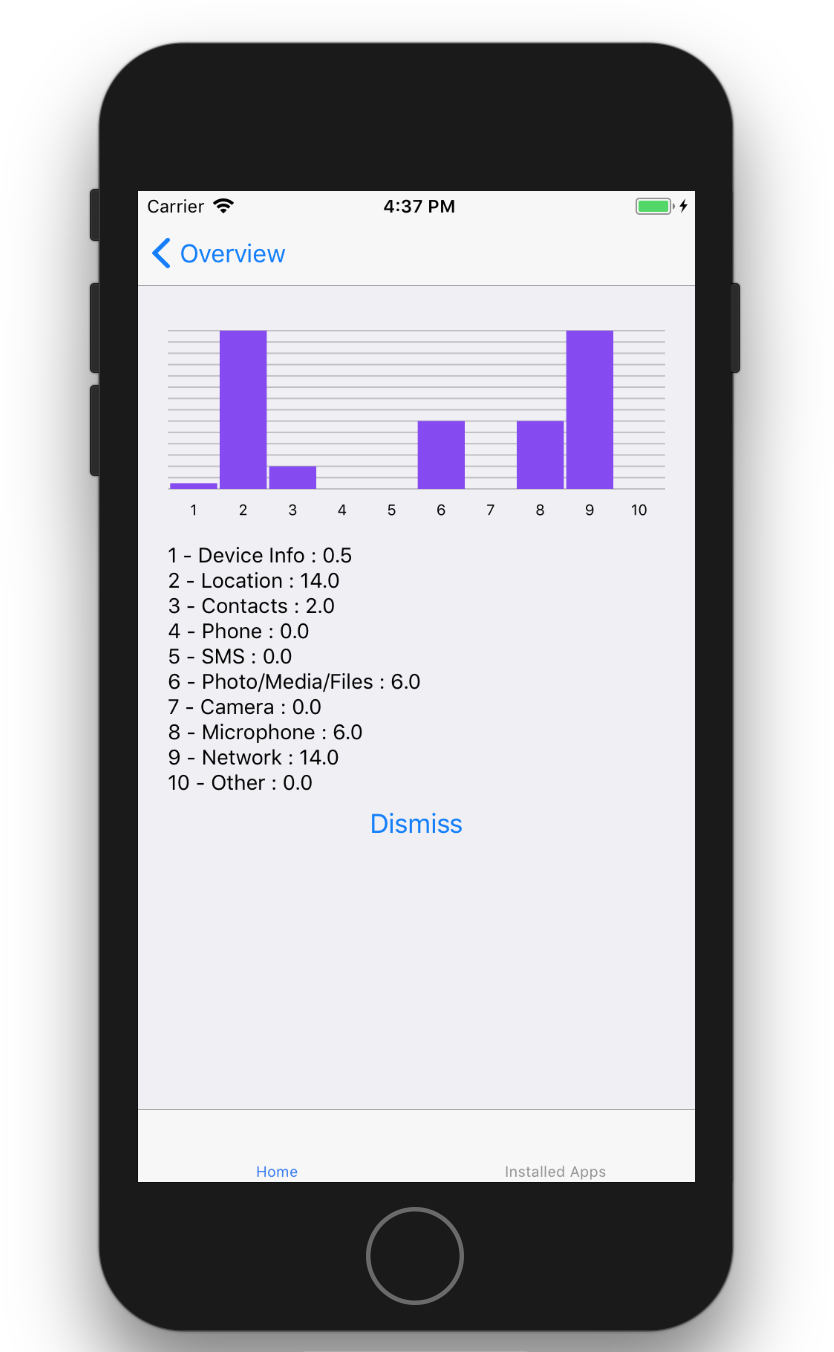 Carrier 4:37 PM
Overview
1 2 3 4 5 6 7 8 9 10
1 - Device Info : 0.5
2 - Location : 14.0
3 - Contacts : 2.0
4 - Phone : 0.0
5 - SMS : 0.0
6 - Photo/Media/Files : 6.0
7 - Camera : 0.0
8 - Microphone : 6.0
9 - Network : 14.0
10 - Other : 0.0
Dismiss
Home Installed Apps